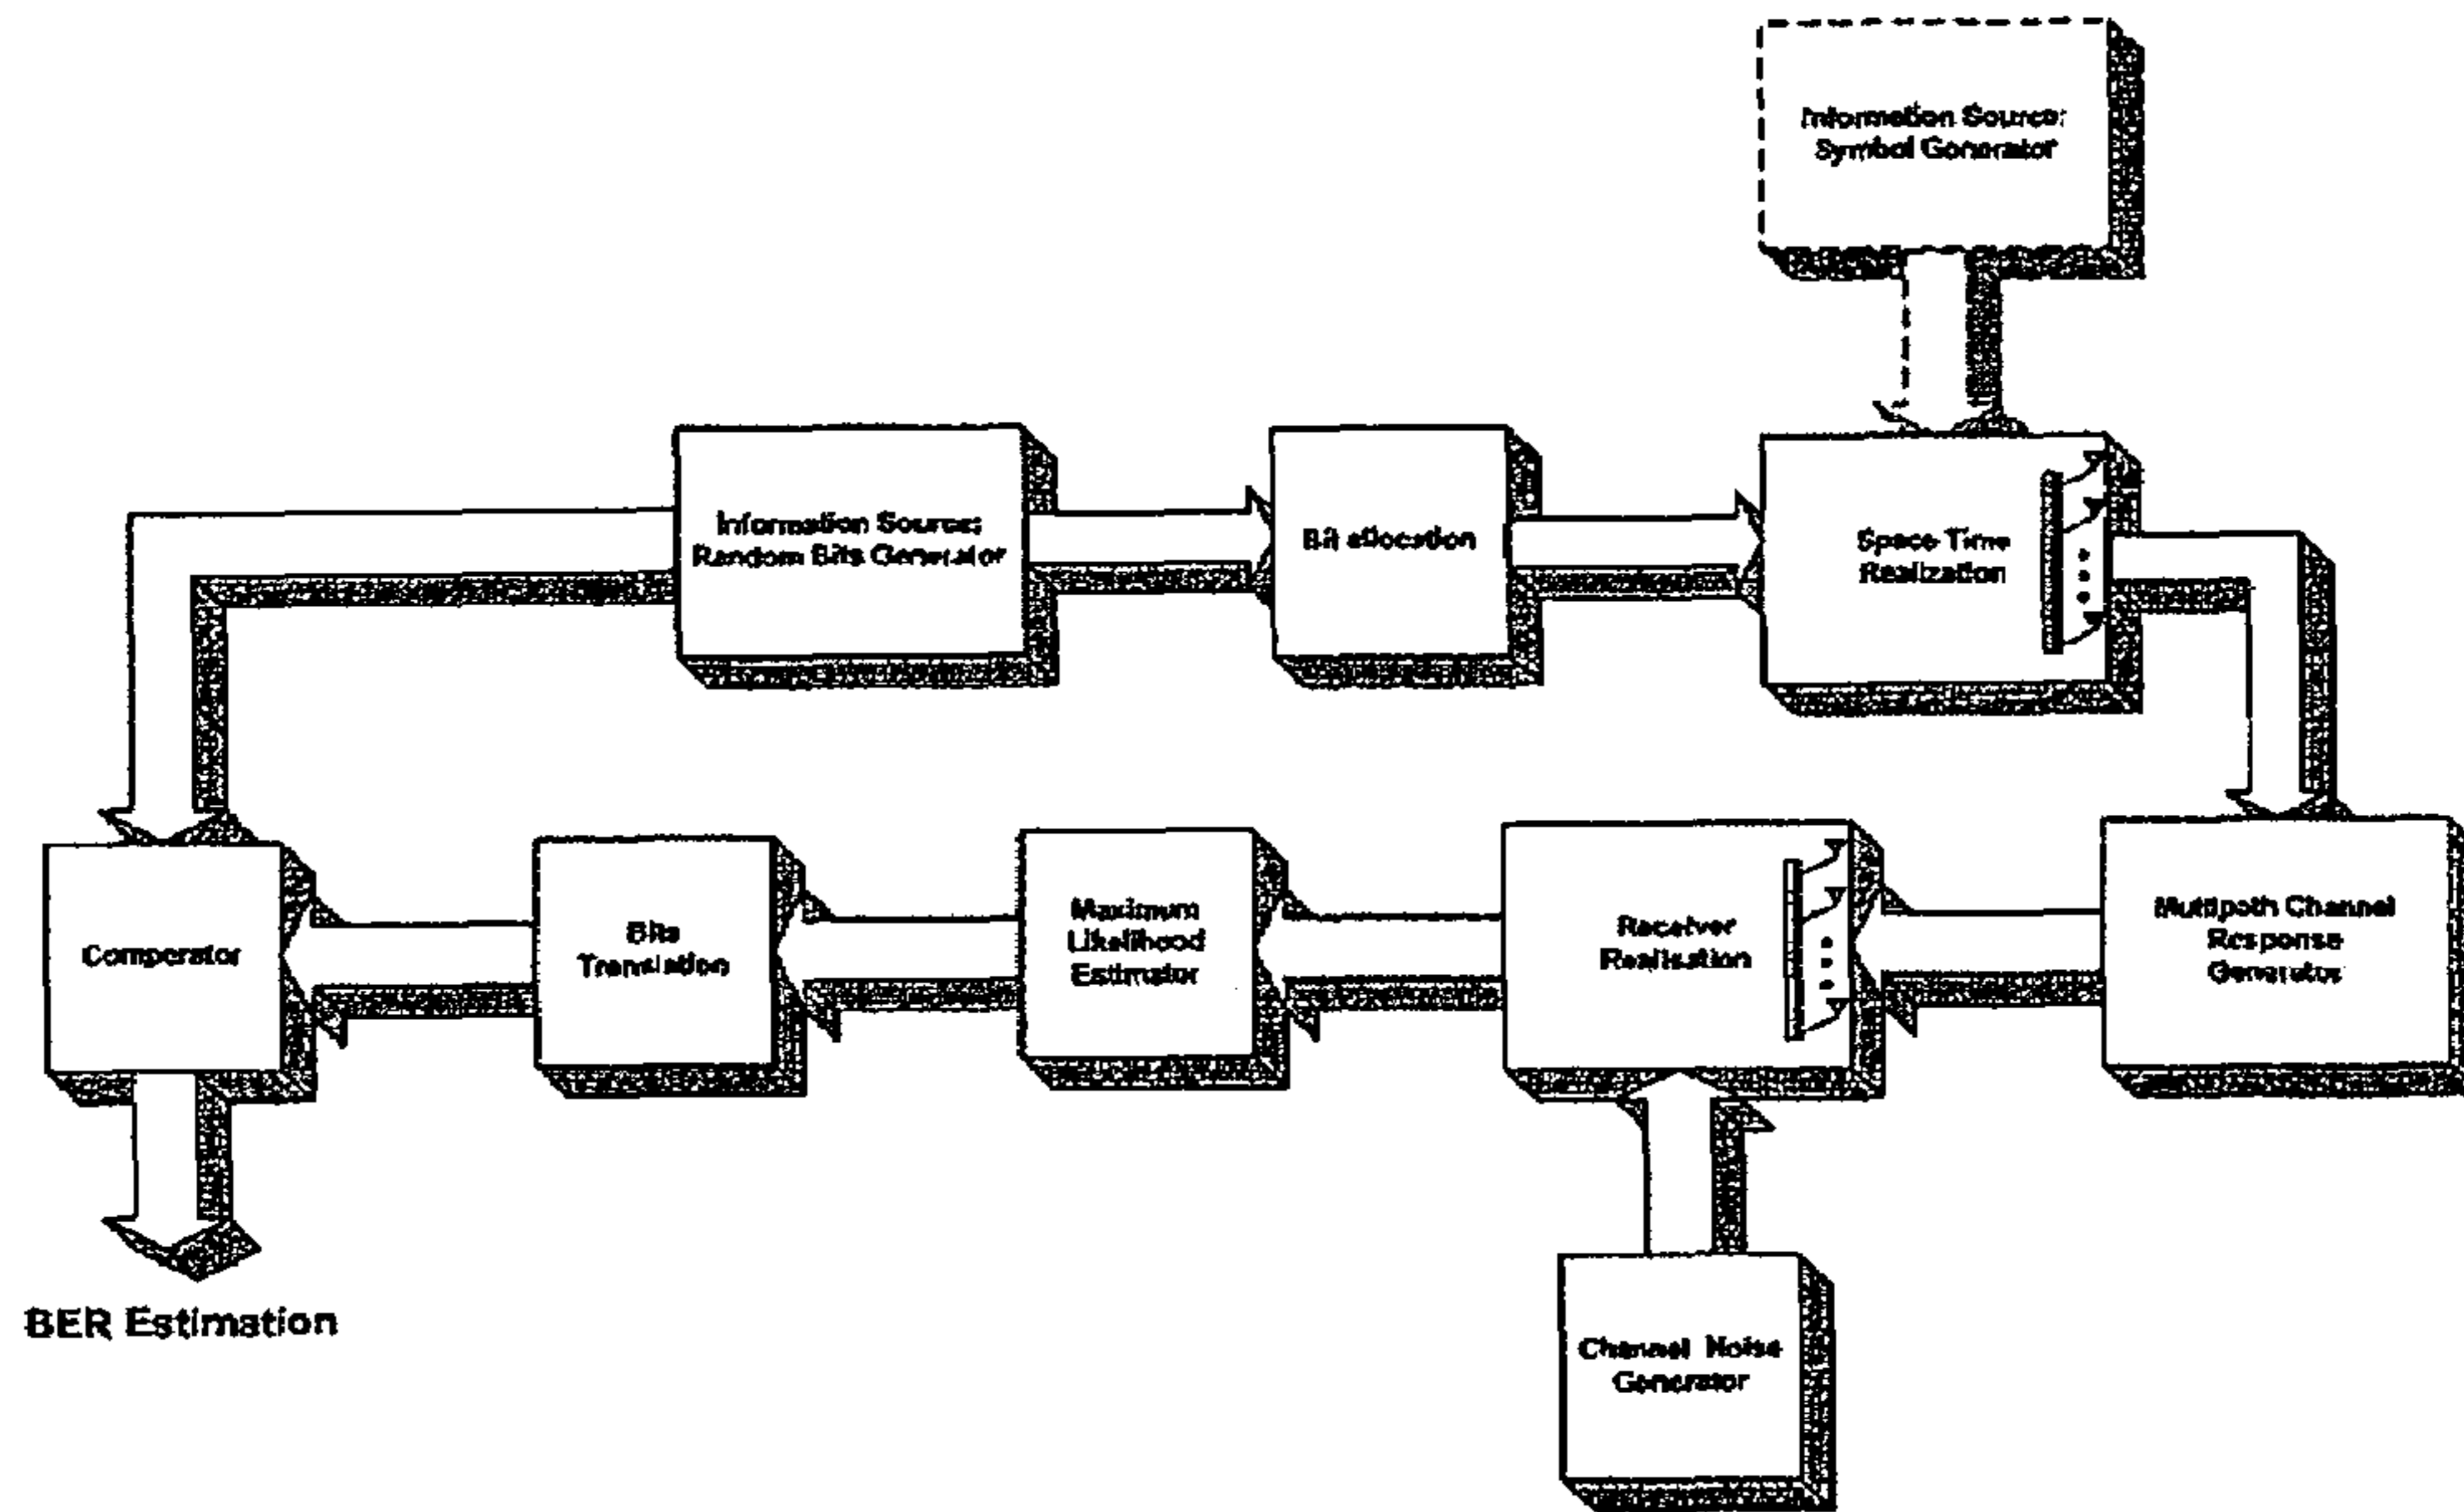 Information Source:
Symbol Generator
Information Source:
Random Bits Generator
Bit allocation
Space Time
Realization
Comperator
Bits
Translation
Maximum
Likelihood
Estimator
Receiver
Realisation
Multipath Channel
Response
Generator
BER Estimation
Channel Noise
Generator